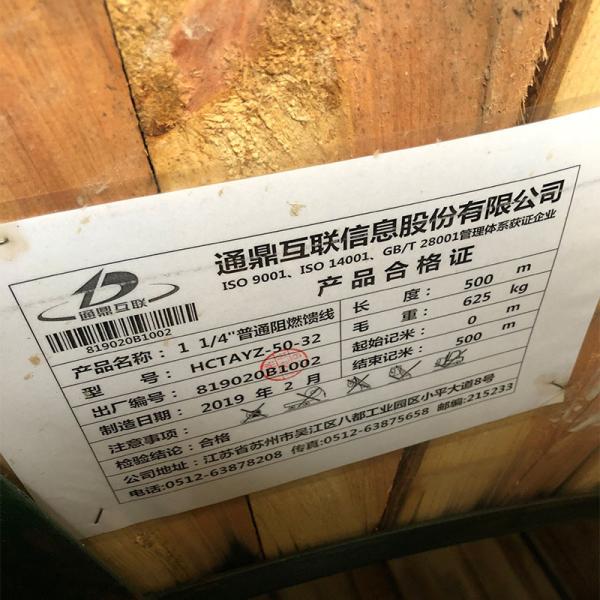 通鼎互联信息股份有限公司
ISO 9001、ISO 14001、GB/T 28001管理体系获证企业
产品合格证
通鼎互联
819020B1002
产品名称： 1 1/4"普通阻燃馈线
长 度： 500 m
型 号： HCTAYZ-50-32
毛 重： 625 kg
出厂编号： 819020B1002
起始记米： 0 m
制造日期： 2019 年 2 月
结束记米： 500 m
注意事项：
检验结论： 合格
公司地址： 江苏省苏州市吴江区八都工业园区小平大道8号
电话:0512-63878208 传真:0512-63875658 邮编:215233